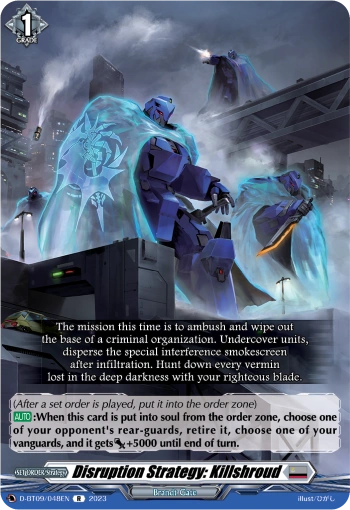 1
GRADE
The mission this time is to ambush and wipe out
the base of a criminal organization. Undercover units,
disperse the special interference smokescreen
after infiltration. Hunt down every vermin
lost in the deep darkness with your righteous blade.
(After a set order is played, put it into the order zone)
AUTO:When this card is put into soul from the order zone, choose one
of your opponent's rear-guards, retire it, choose one of your
vanguards, and it gets +5000 until end of turn.
SET ORDER/Strategy Disruption Strategy: Killshroud
Brandt Gate
D-BT09/048EN R 2023 illust/ひがし